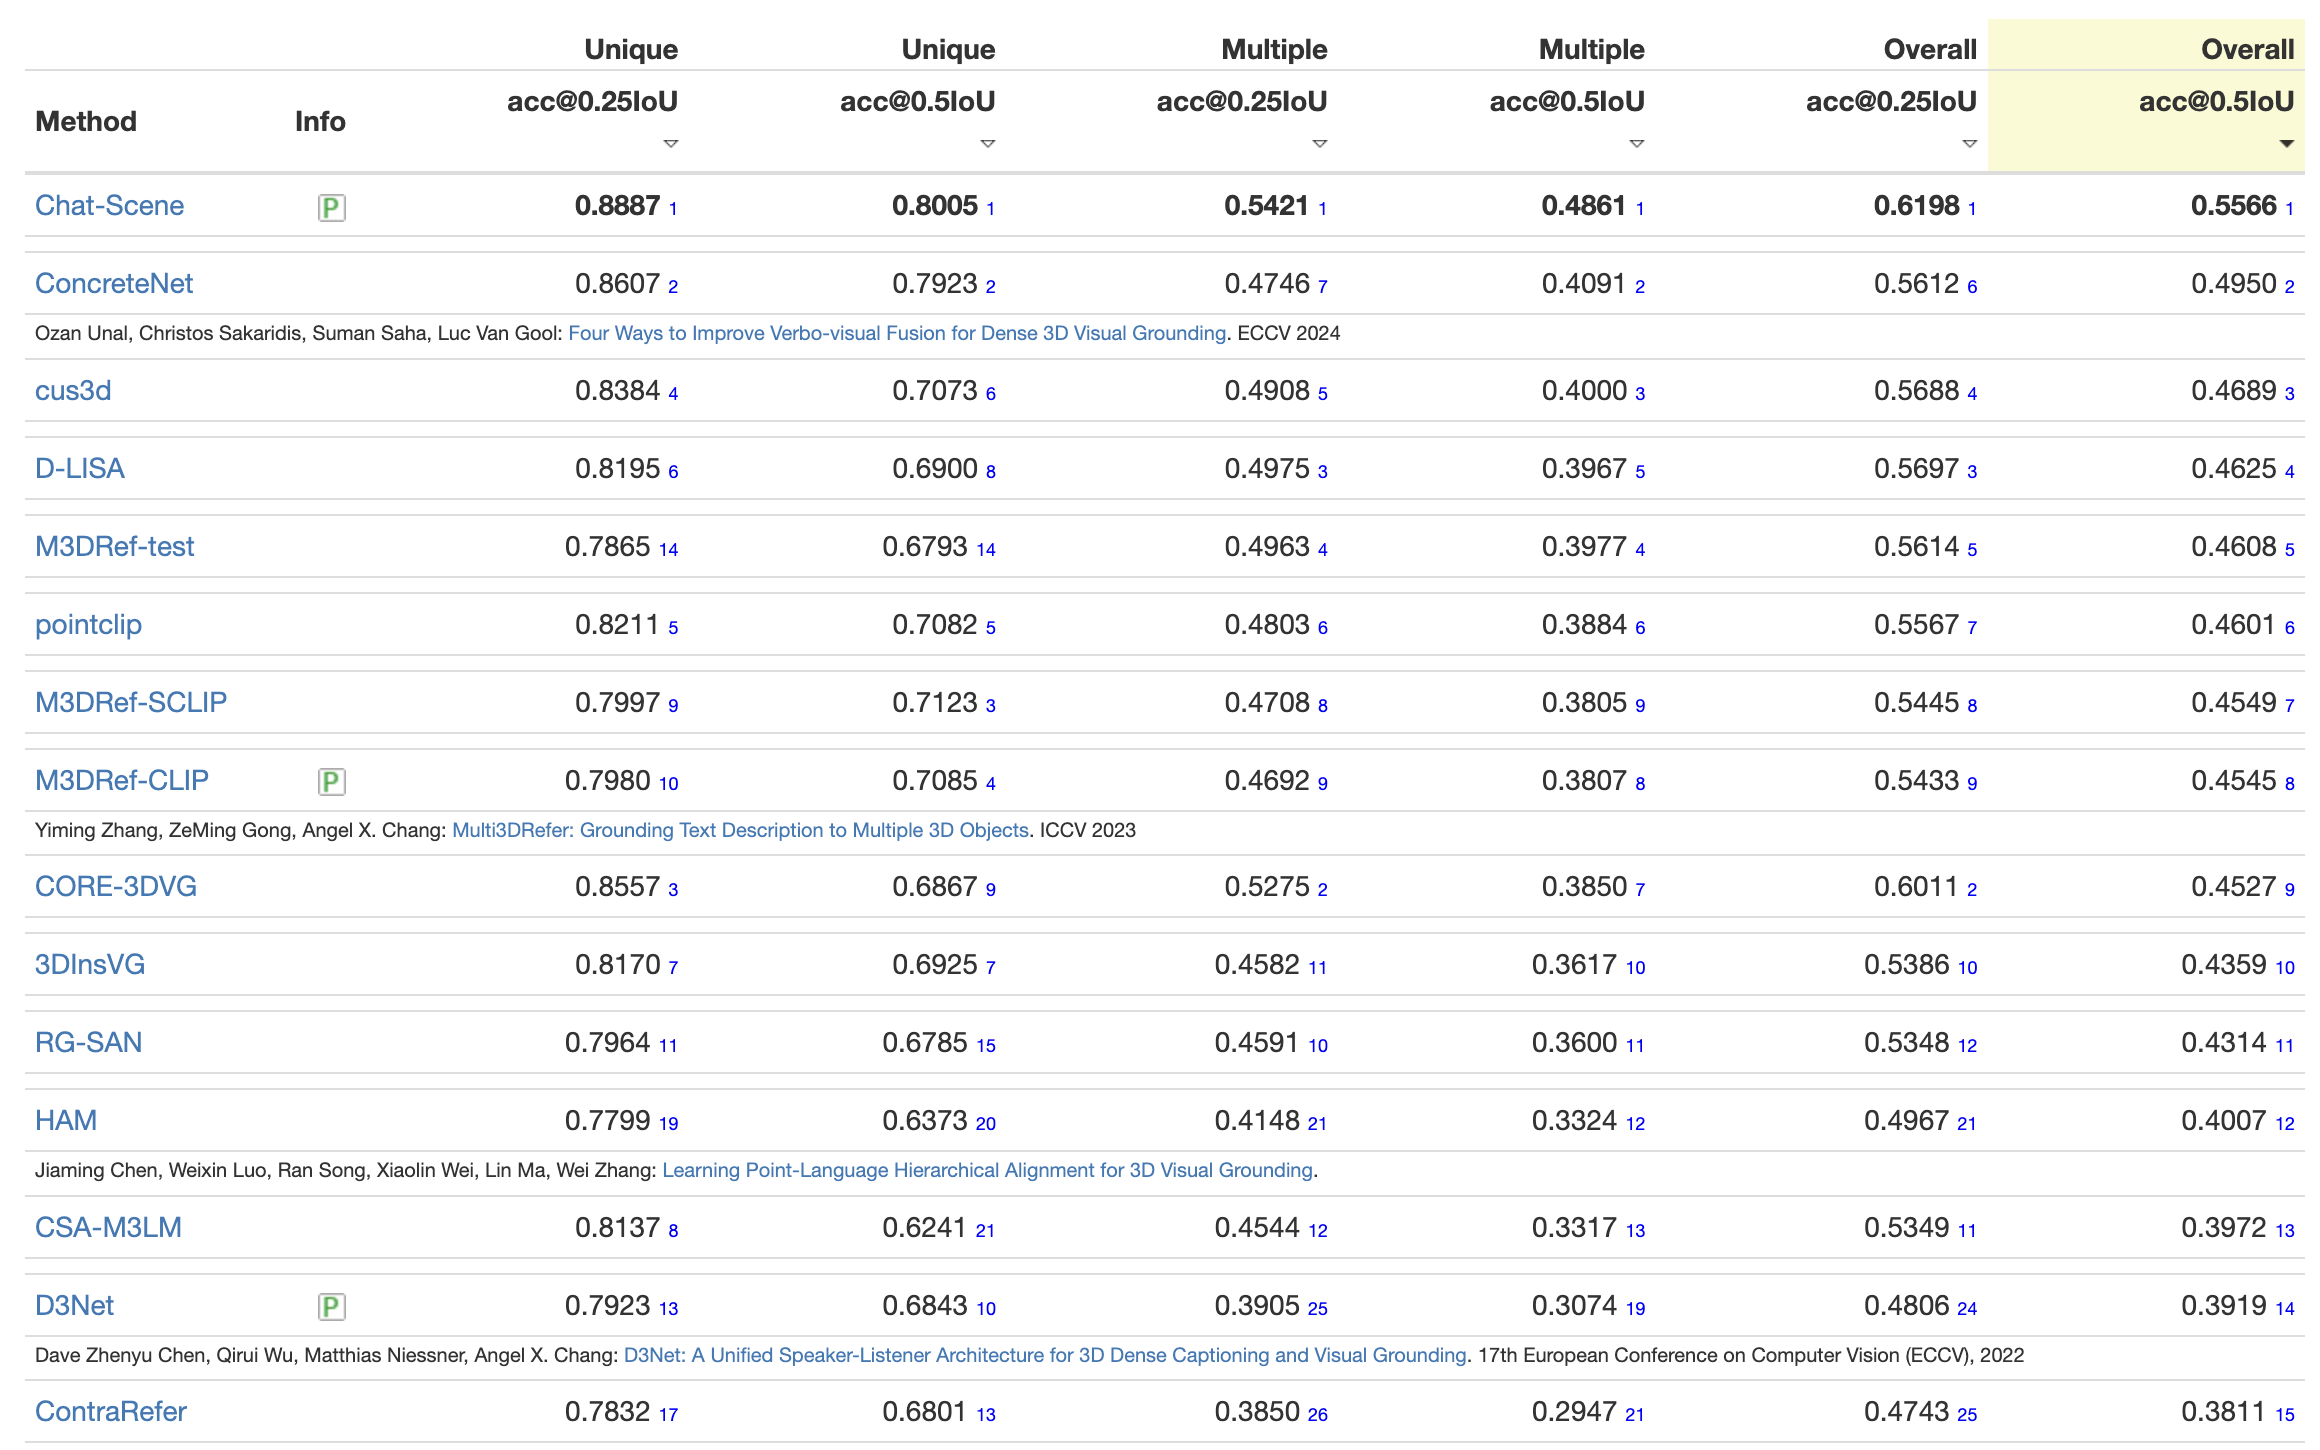 Unique Unique Multiple Multiple Overall Overall
Method Info acc@0.25IoU acc@0.5IoU acc@0.25IoU acc@0.5IoU acc@0.25IoU acc@0.5IoU
Chat-Scene P 0.8887 1 0.8005 1 0.5421 1 0.4861 1 0.6198 1 0.5566 1
ConcreteNet 0.8607 2 0.7923 2 0.4746 7 0.4091 2 0.5612 6 0.4950 2
Ozan Unal, Christos Sakaridis, Suman Saha, Luc Van Gool: Four Ways to Improve Verbo-visual Fusion for Dense 3D Visual Grounding. ECCV 2024
cus3d 0.8384 4 0.7073 6 0.4908 5 0.4000 3 0.5688 4 0.4689 3
D-LISA 0.8195 6 0.6900 8 0.4975 3 0.3967 5 0.5697 3 0.4625 4
M3DRef-test 0.7865 14 0.6793 14 0.4963 4 0.3977 4 0.5614 5 0.4608 5
pointclip 0.8211 5 0.7082 5 0.4803 6 0.3884 6 0.5567 7 0.4601 6
M3DRef-SCLIP 0.7997 9 0.7123 3 0.4708 8 0.3805 9 0.5445 8 0.4549 7
M3DRef-CLIP P 0.7980 10 0.7085 4 0.4692 9 0.3807 8 0.5433 9 0.4545 8
Yiming Zhang, ZeMing Gong, Angel X. Chang: Multi3DRefer: Grounding Text Description to Multiple 3D Objects. ICCV 2023
CORE-3DVG 0.8557 3 0.6867 9 0.5275 2 0.3850 7 0.6011 2 0.4527 9
3DInsVG 0.8170 7 0.6925 7 0.4582 11 0.3617 10 0.5386 10 0.4359 10
RG-SAN 0.7964 11 0.6785 15 0.4591 10 0.3600 11 0.5348 12 0.4314 11
HAM 0.7799 19 0.6373 20 0.4148 21 0.3324 12 0.4967 21 0.4007 12
Jiaming Chen, Weixin Luo, Ran Song, Xiaolin Wei, Lin Ma, Wei Zhang: Learning Point-Language Hierarchical Alignment for 3D Visual Grounding.
CSA-M3LM 0.8137 8 0.6241 21 0.4544 12 0.3317 13 0.5349 11 0.3972 13
D3Net P 0.7923 13 0.6843 10 0.3905 25 0.3074 19 0.4806 24 0.3919 14
Dave Zhenyu Chen, Qirui Wu, Matthias Niessner, Angel X. Chang: D3Net: A Unified Speaker-Listener Architecture for 3D Dense Captioning and Visual Grounding. 17th European Conference on Computer Vision (ECCV), 2022
ContraRefer 0.7832 17 0.6801 13 0.3850 26 0.2947 21 0.4743 25 0.3811 15